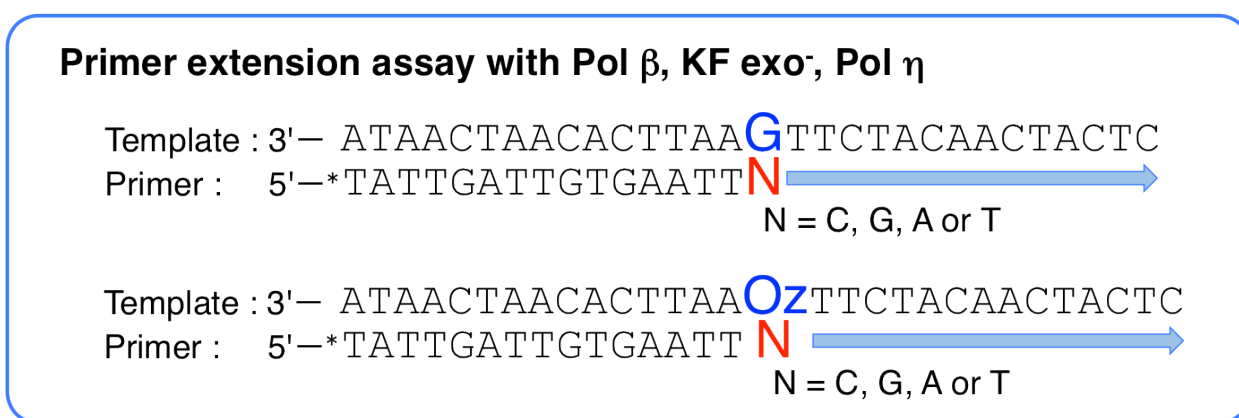 Primer extension assay with Pol β, KF exo⁻, Pol η
Template : 3'— ATAACTAACACTTAAGTTCTACAACTACTC
Primer : 5'—*TATTGATTGTGAATTN
N = C, G, A or T
Template : 3'— ATAACTAACACTTAAOzTTCTACAACTACTC
Primer : 5'—*TATTGATTGTGAATT N
N = C, G, A or T